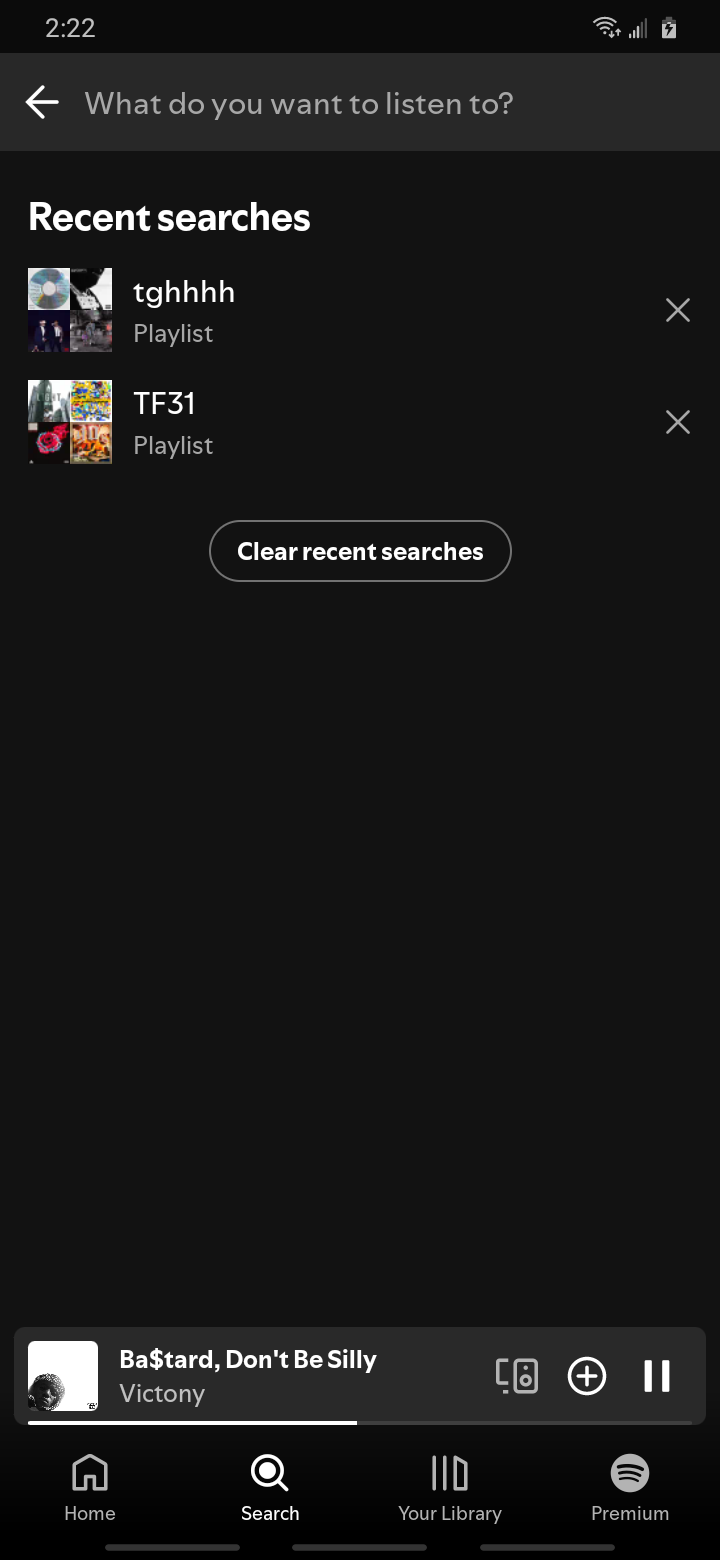 2:22
What do you want to listen to?
Recent searches
tghhhh
Playlist
TF31
Playlist
Clear recent searches
Ba$tard, Don't Be Silly
Victony
Home
Search
Your Library
Premium